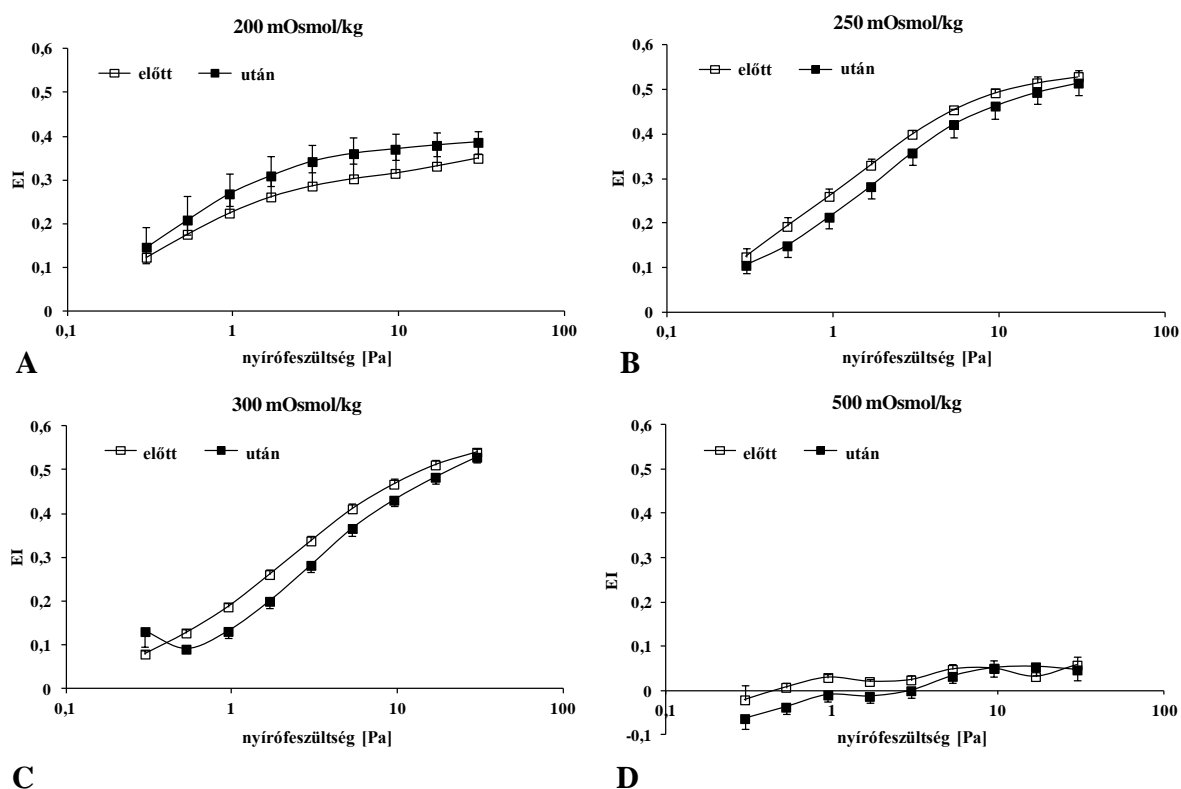 200 mOsmol/kg
0,6
0,5
0,4
0,3
0,2
0,1
0
EI
előtt
után
0,1
1
10
100
nyírófeszültség [Pa]
A
250 mOsmol/kg
0,6
0,5
0,4
0,3
0,2
0,1
0
EI
előtt
után
0,1
1
10
100
nyírófeszültség [Pa]
B
300 mOsmol/kg
0,6
0,5
0,4
0,3
0,2
0,1
0
EI
előtt
után
0,1
1
10
100
nyírófeszültség [Pa]
C
500 mOsmol/kg
0,6
0,5
0,4
0,3
0,2
0,1
0
-0,1
EI
előtt
után
0,1
1
10
100
nyírófeszültség [Pa]
D